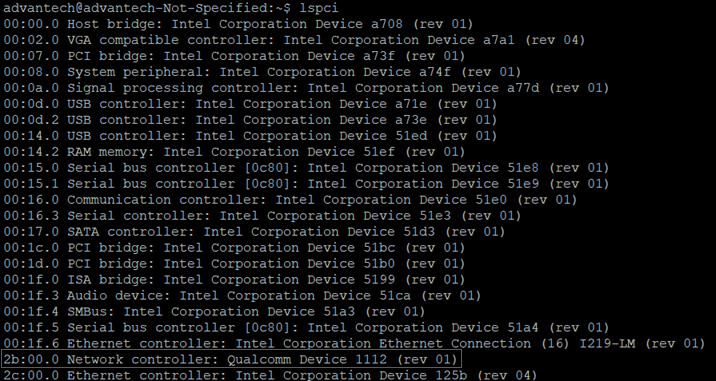 advantech@advantech-Not-Specified:~$ lspci
00:00.0 Host bridge: Intel Corporation Device a708 (rev 01)
00:02.0 VGA compatible controller: Intel Corporation Device a7a1 (rev 04)
00:07.0 PCI bridge: Intel Corporation Device a73f (rev 01)
00:08.0 System peripheral: Intel Corporation Device a74f (rev 01)
00:0a.0 Signal processing controller: Intel Corporation Device a77d (rev 01)
00:0d.0 USB controller: Intel Corporation Device a71e (rev 01)
00:0d.2 USB controller: Intel Corporation Device a73e (rev 01)
00:14.0 USB controller: Intel Corporation Device 51ed (rev 01)
00:14.2 RAM memory: Intel Corporation Device 51ef (rev 01)
00:15.0 Serial bus controller [0c80]: Intel Corporation Device 51e8 (rev 01)
00:15.1 Serial bus controller [0c80]: Intel Corporation Device 51e9 (rev 01)
00:16.0 Communication controller: Intel Corporation Device 51e0 (rev 01)
00:16.3 Serial controller: Intel Corporation Device 51e3 (rev 01)
00:17.0 SATA controller: Intel Corporation Device 51d3 (rev 01)
00:1c.0 PCI bridge: Intel Corporation Device 51bc (rev 01)
00:1d.0 PCI bridge: Intel Corporation Device 51b0 (rev 01)
00:1f.0 ISA bridge: Intel Corporation Device 5199 (rev 01)
00:1f.3 Audio device: Intel Corporation Device 51ca (rev 01)
00:1f.4 SMBus: Intel Corporation Device 51a3 (rev 01)
00:1f.5 Serial bus controller [0c80]: Intel Corporation Device 51a4 (rev 01)
00:1f.6 Ethernet controller: Intel Corporation Ethernet Connection (16) I219-LM (rev 01)
2b:00.0 Network controller: Qualcomm Device 1112 (rev 01)
2c:00.0 Ethernet controller: Intel Corporation Device 125b (rev 04)